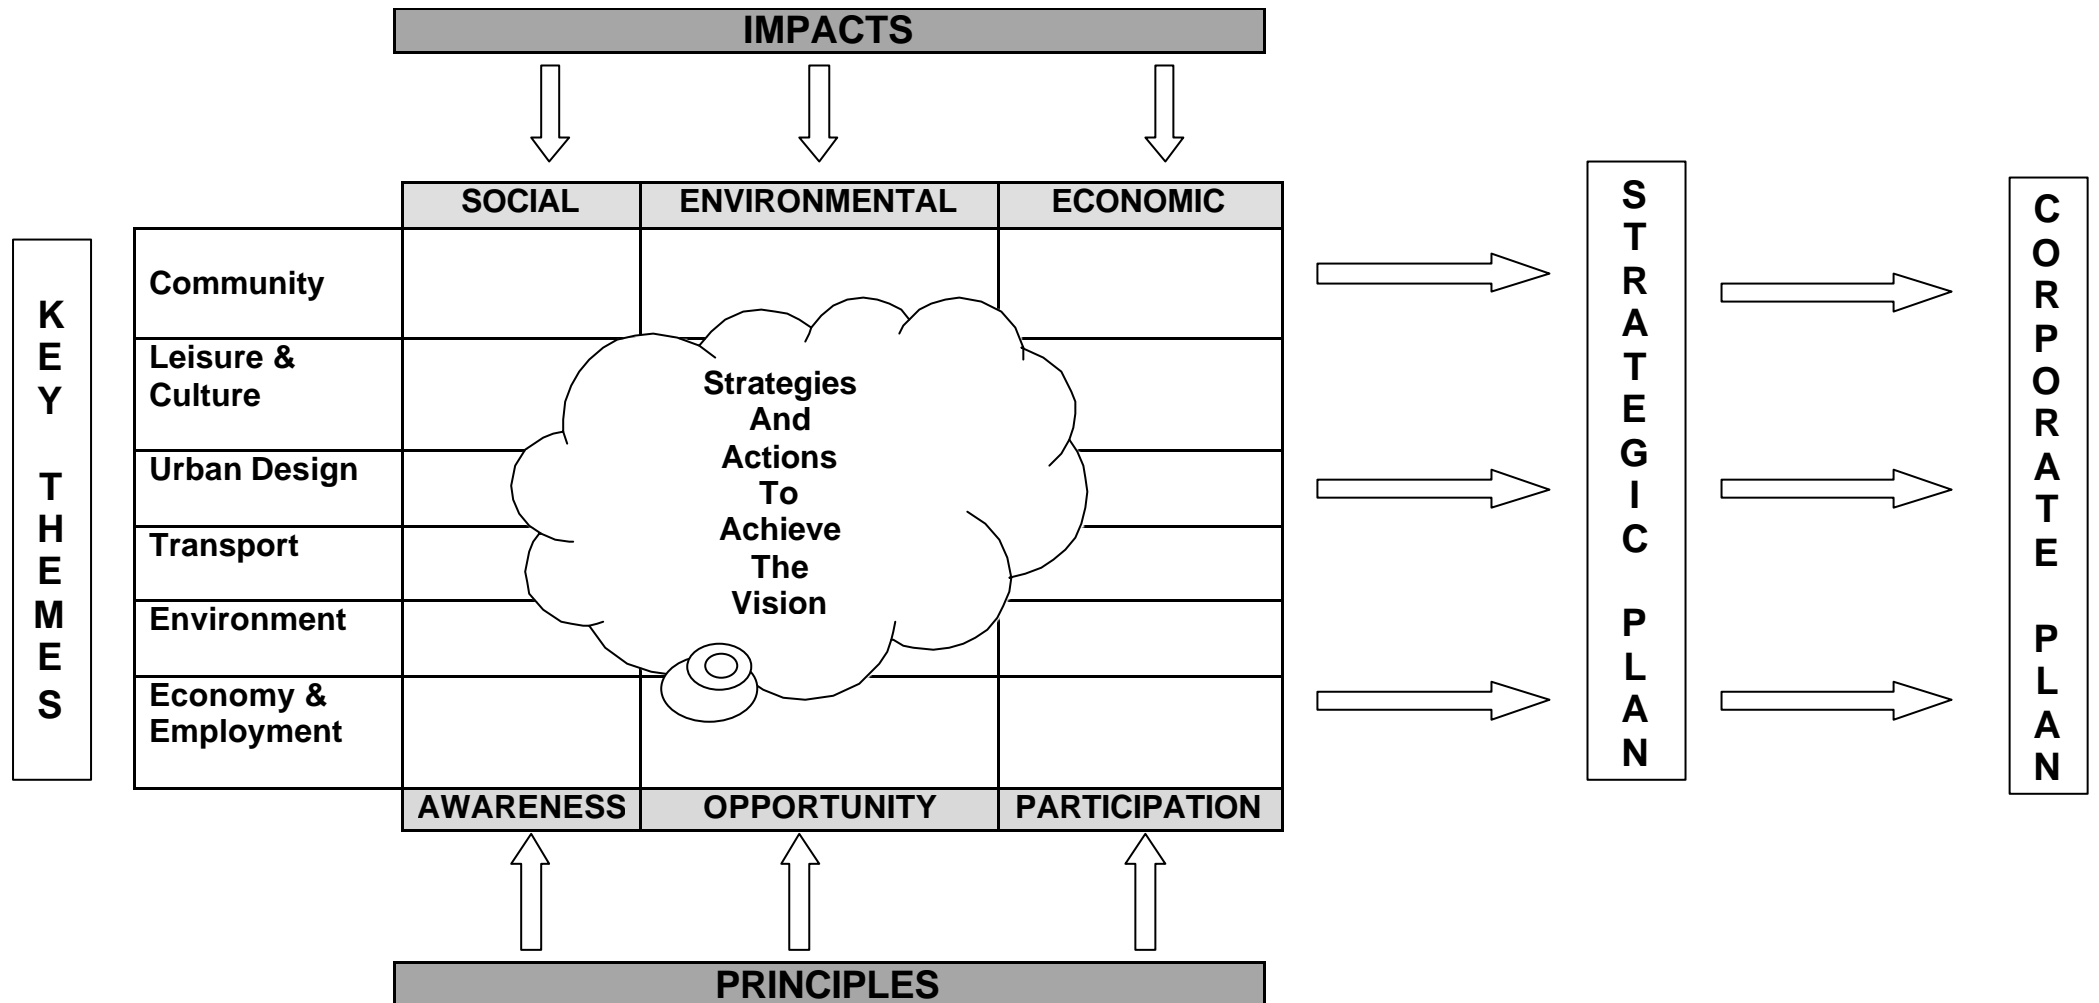 IMPACTS
SOCIAL ENVIRONMENTAL ECONOMIC
KEY THEMES
Community
Leisure &
Culture
Urban Design
Transport
Environment
Economy &
Employment
Strategies
And
Actions
To
Achieve
The
Vision
AWARENESS OPPORTUNITY PARTICIPATION
PRINCIPLES
STRATEGIC PLAN
CORPORATE PLAN